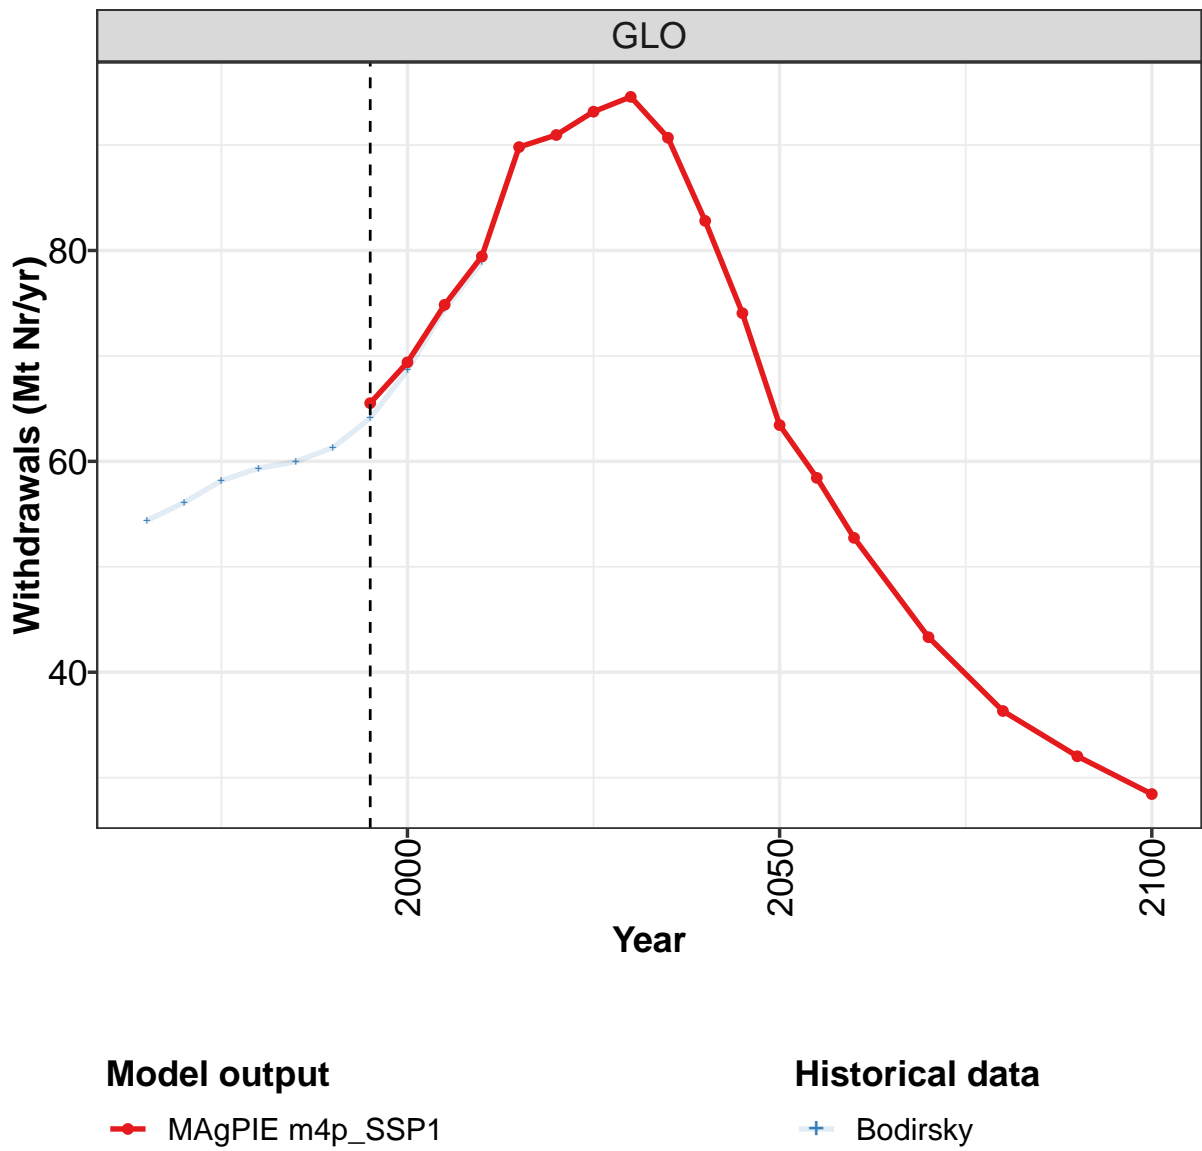 GLO
Withdrawals (Mt Nr/yr)
80
60
40
2000
2050
2100
Year
Model output
MAgPIE m4p_SSP1
Historical data
Bodirsky